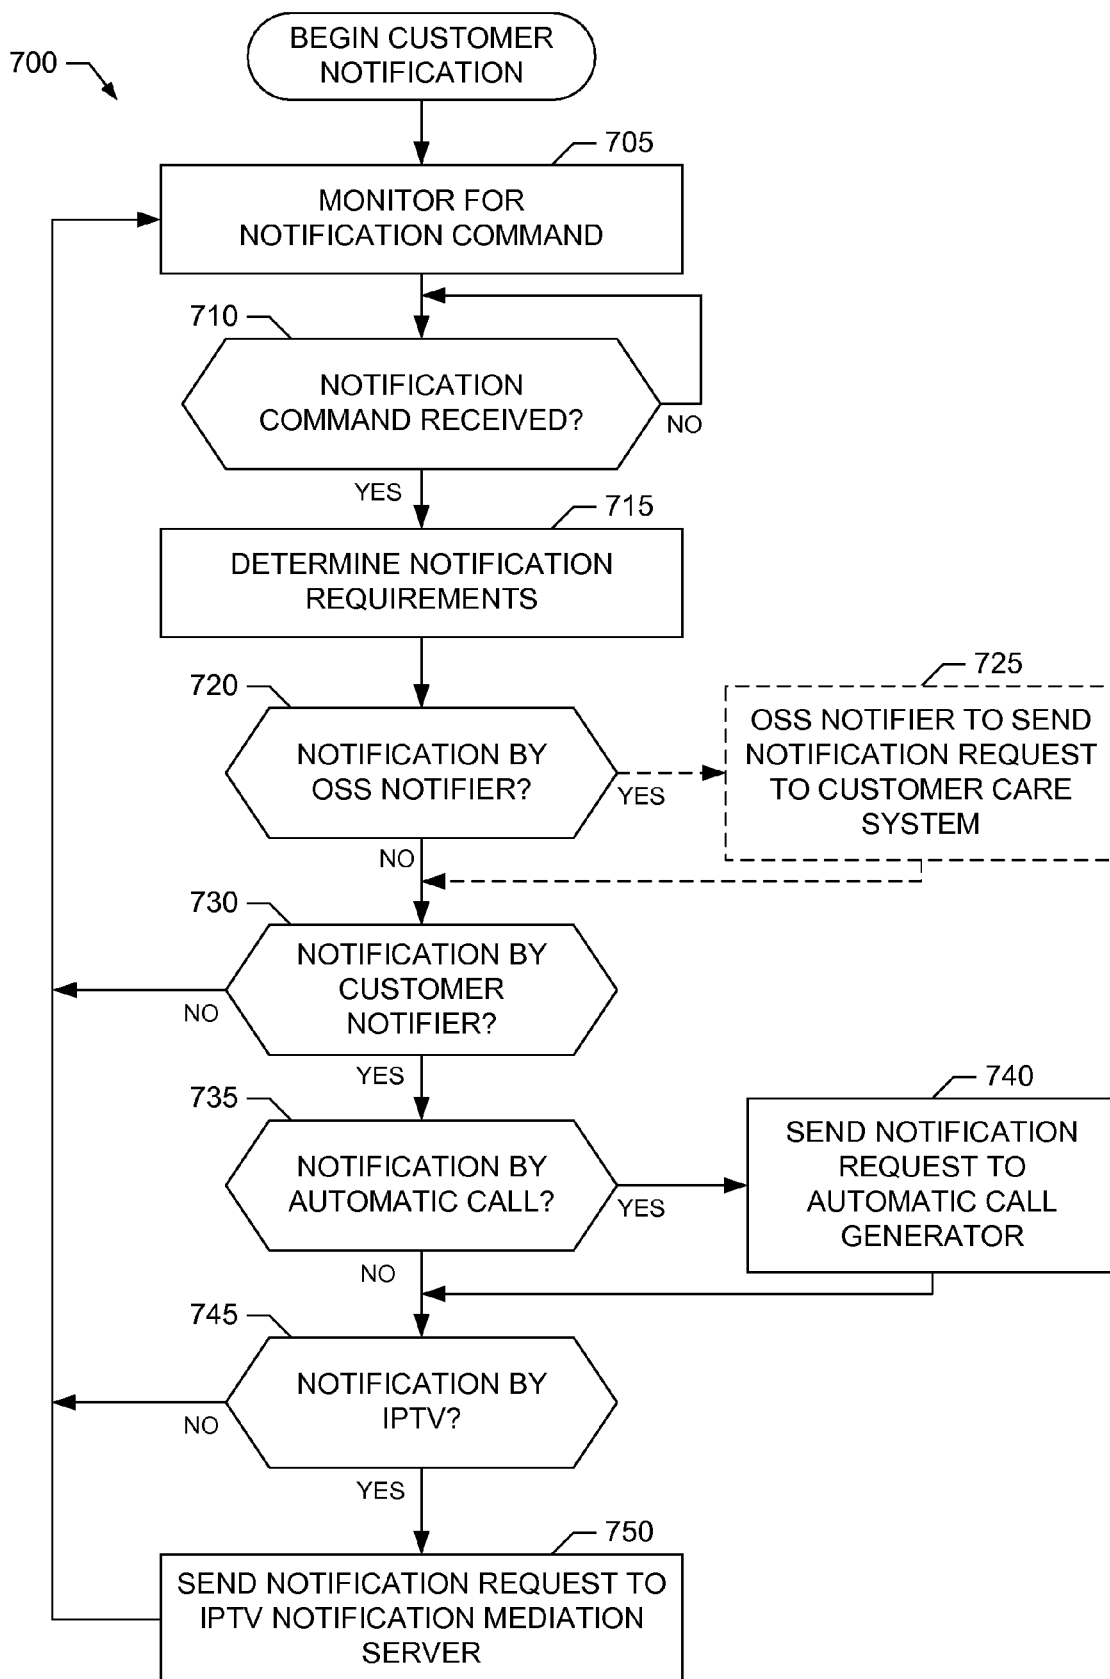 BEGIN CUSTOMER
NOTIFICATION
700
705
MONITOR FOR
NOTIFICATION COMMAND
710
NOTIFICATION
COMMAND RECEIVED?
NO
YES
715
DETERMINE NOTIFICATION
REQUIREMENTS
720
NOTIFICATION BY
OSS NOTIFIER?
YES
NO
725
OSS NOTIFIER TO SEND
NOTIFICATION REQUEST
TO CUSTOMER CARE
SYSTEM
730
NOTIFICATION BY
CUSTOMER
NOTIFIER?
NO
YES
735
NOTIFICATION BY
AUTOMATIC CALL?
YES
NO
740
SEND NOTIFICATION
REQUEST TO
AUTOMATIC CALL
GENERATOR
745
NOTIFICATION BY
IPTV?
NO
YES
750
SEND NOTIFICATION REQUEST TO
IPTV NOTIFICATION MEDIATION
SERVER